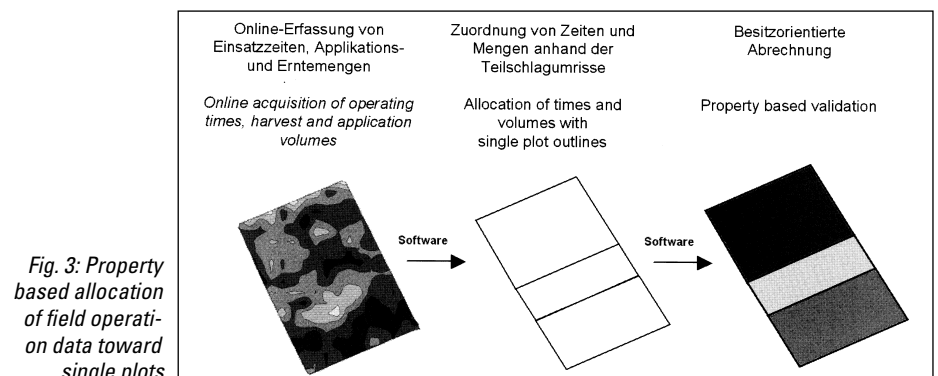 Online-Erfassung von
Einsatzzeiten, Applikations-
und Erntemengen
Online acquisition of operating
times, harvest and application
volumes
Zuordnung von Zeiten und
Mengen anhand der
Teilschlagumrisse
Allocation of times and
volumes with
single plot outlines
Besitzorientierte
Abrechnung
Property based validation
Software
Software
Fig. 3: Property
based allocation
of field operati-
on data toward
single plots